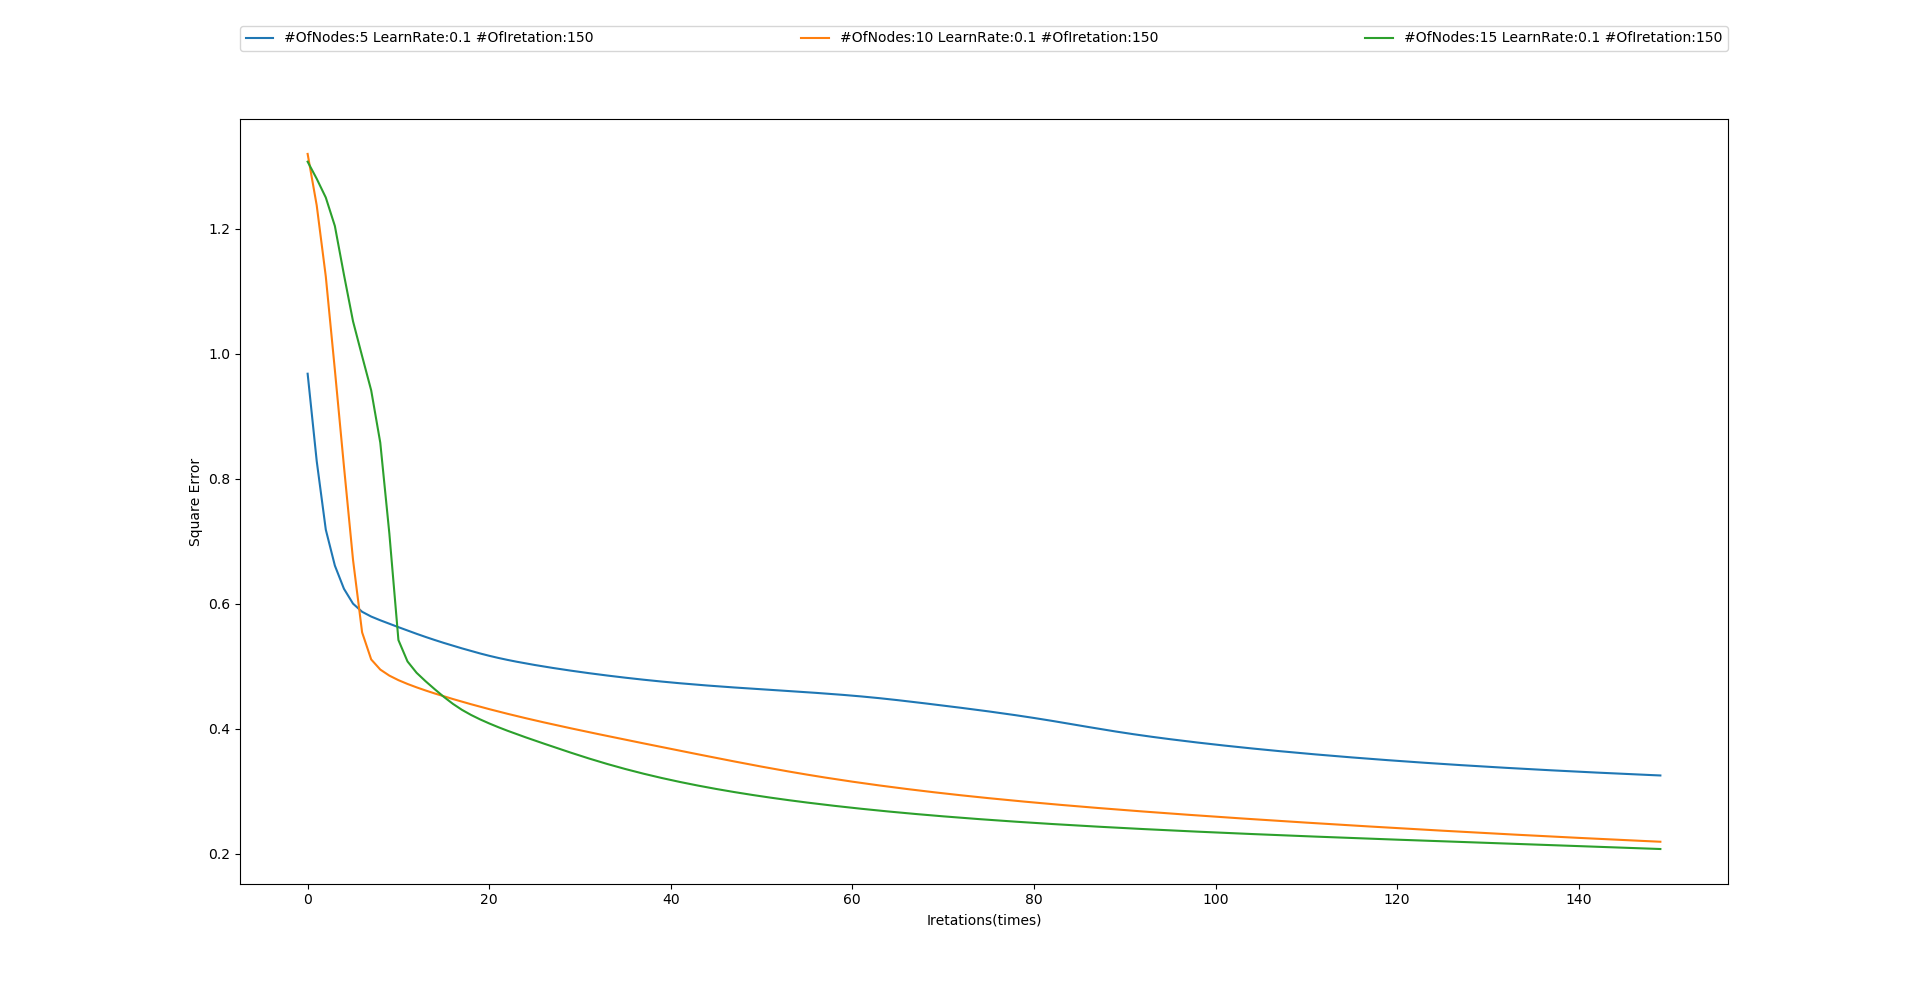 #OfNodes:5 LearnRate:0.1 #OfIretation:150
#OfNodes:10 LearnRate:0.1 #OfIretation:150
#OfNodes:15 LearnRate:0.1 #OfIretation:150
Square Error
1.2
1.0
0.8
0.6
0.4
0.2
0 20 40 60 80 100 120 140
Iretations(times)